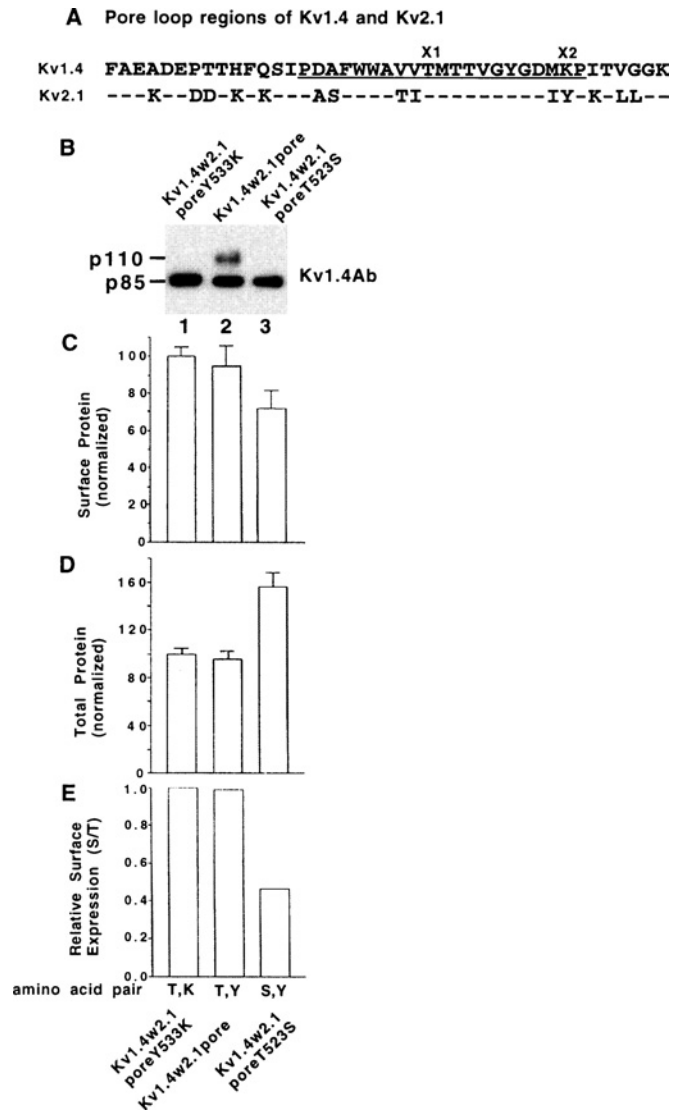 A Pore loop regions of Kv1.4 and Kv2.1
X1 X2
Kv1.4 FAEADEPTTHFQSIPDAFWWAVVTMTTVGYGDMKPITVGGK
Kv2.1 ---K--DD-K-K---AS----TI----------IY-K-LL---
B
Kv1.4w2.1
poreY533K
Kv1.4w2.1pore
Kv1.4w2.1
poreT523S
p110
p85
Kv1.4Ab
1 2 3
C
Surface Protein
(normalized)
100
80
60
40
20
0
D
Total Protein
(normalized)
160
120
80
40
0
E
Relative Surface
Expression (S/T)
1.0
0.8
0.6
0.4
0.2
0.0
amino acid pair T,K T,Y S,Y
Kv1.4w2.1
poreY533K
Kv1.4w2.1pore
Kv1.4w2.1
poreT523S